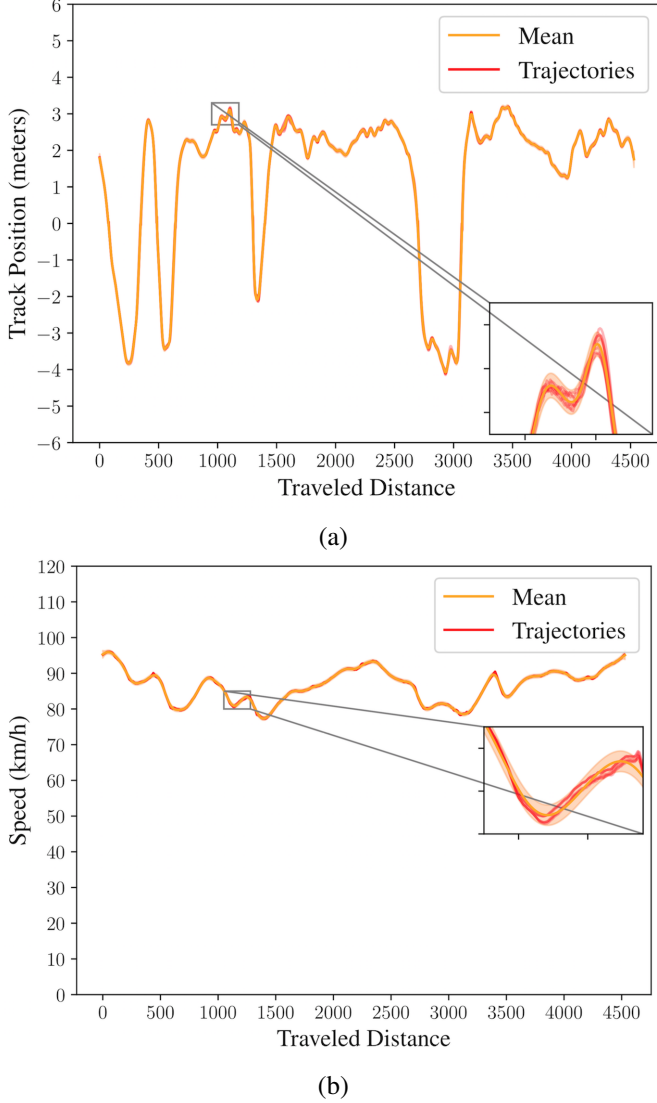 6
5
4
3
2
1
0
−1
−2
−3
−4
−5
−6
Track Position (meters)
Mean
Trajectories
0 500 1000 1500 2000 2500 3000 3500 4000 4500
Traveled Distance
(a)
120
110
100
90
80
70
60
50
40
30
20
10
0
Speed (km/h)
Mean
Trajectories
0 500 1000 1500 2000 2500 3000 3500 4000 4500
Traveled Distance
(b)